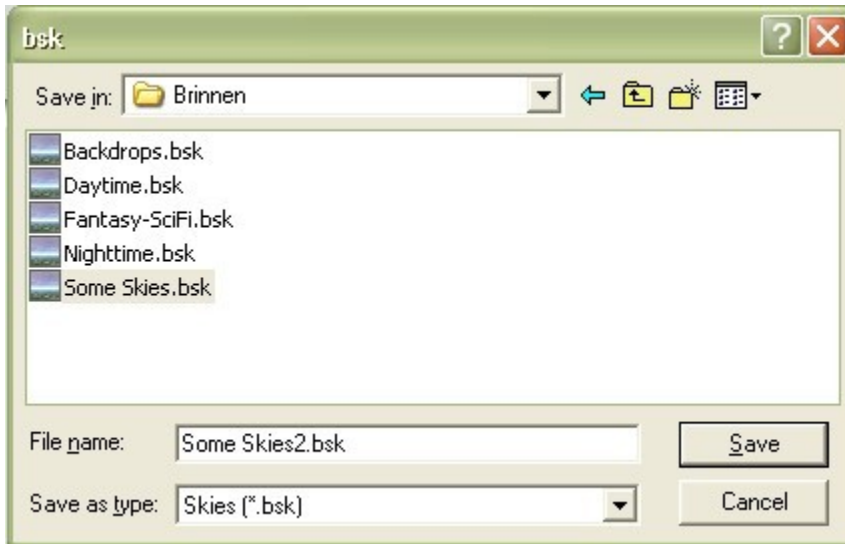 bsk
Save in: Brinnen
Backdrops.bsk
Daytime.bsk
Fantasy-SciFi.bsk
Nighttime.bsk
Some Skies.bsk
File name: Some Skies2.bsk Save
Save as type: Skies (*.bsk) Cancel